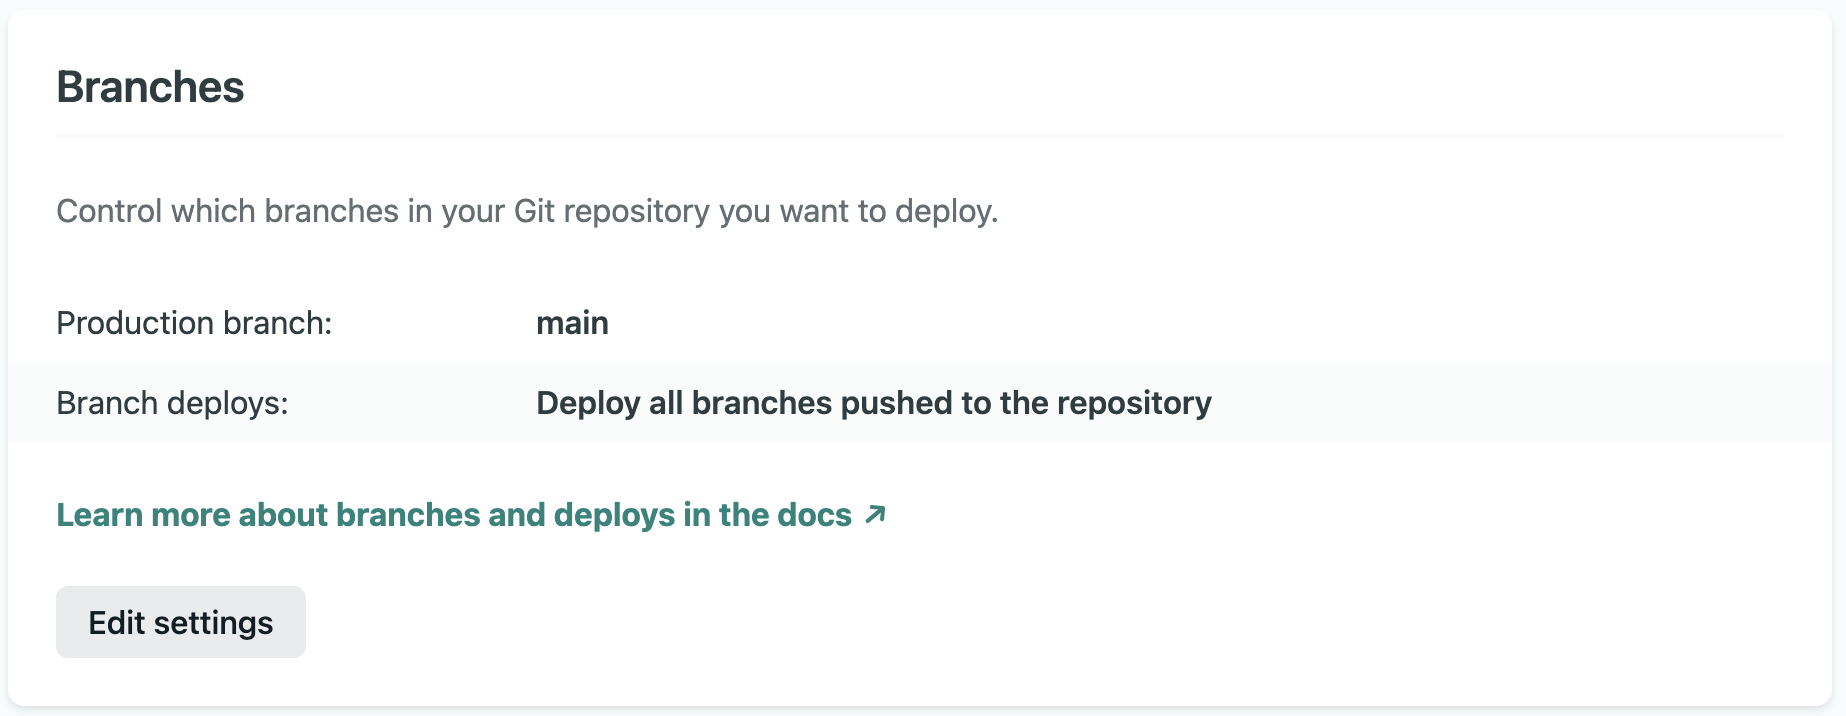 Branches
Control which branches in your Git repository you want to deploy.
Production branch: main
Branch deploys: Deploy all branches pushed to the repository
Learn more about branches and deploys in the docs ↗
Edit settings